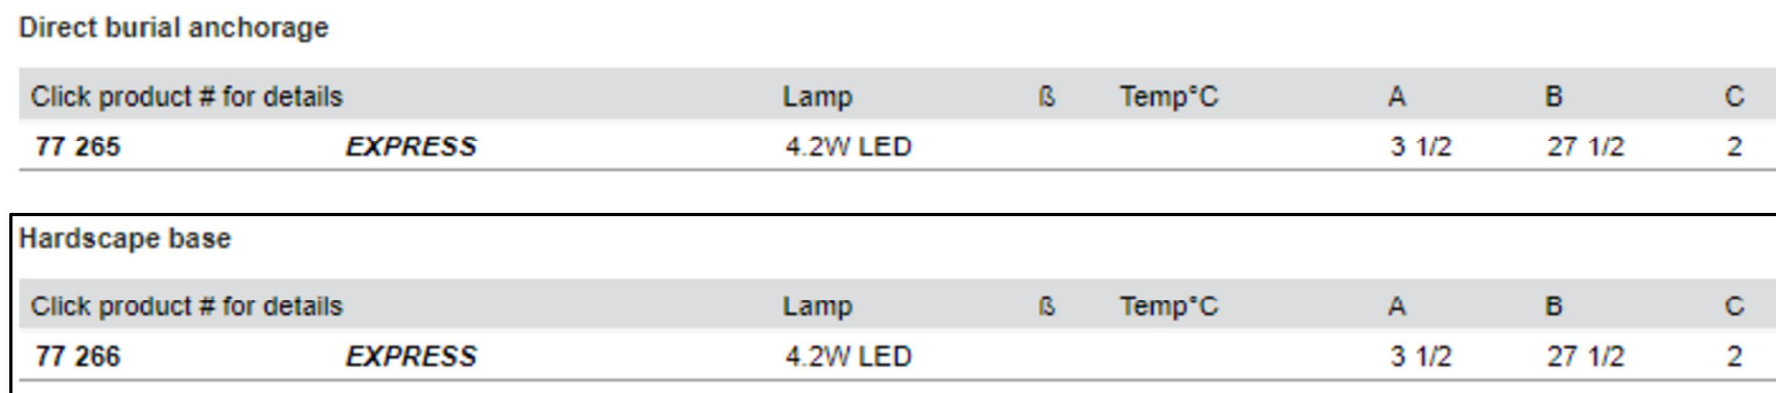 Direct burial anchorage
Click product # for details Lamp ß Temp°C A B C
77 265 EXPRESS 4.2W LED 3 1/2 27 1/2 2
Hardscape base
Click product # for details Lamp ß Temp°C A B C
77 266 EXPRESS 4.2W LED 3 1/2 27 1/2 2